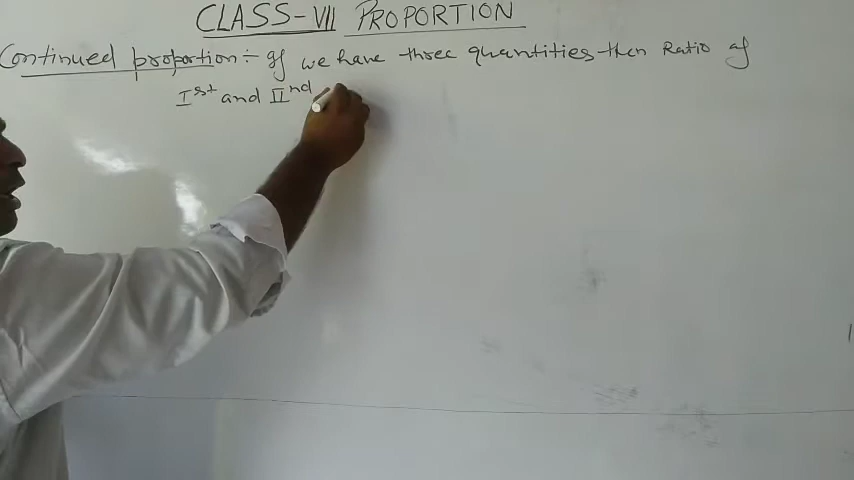 CLASS-VII PROPORTION
Continued proportion :- If we have three quantities then Ratio of
Ist and IInd